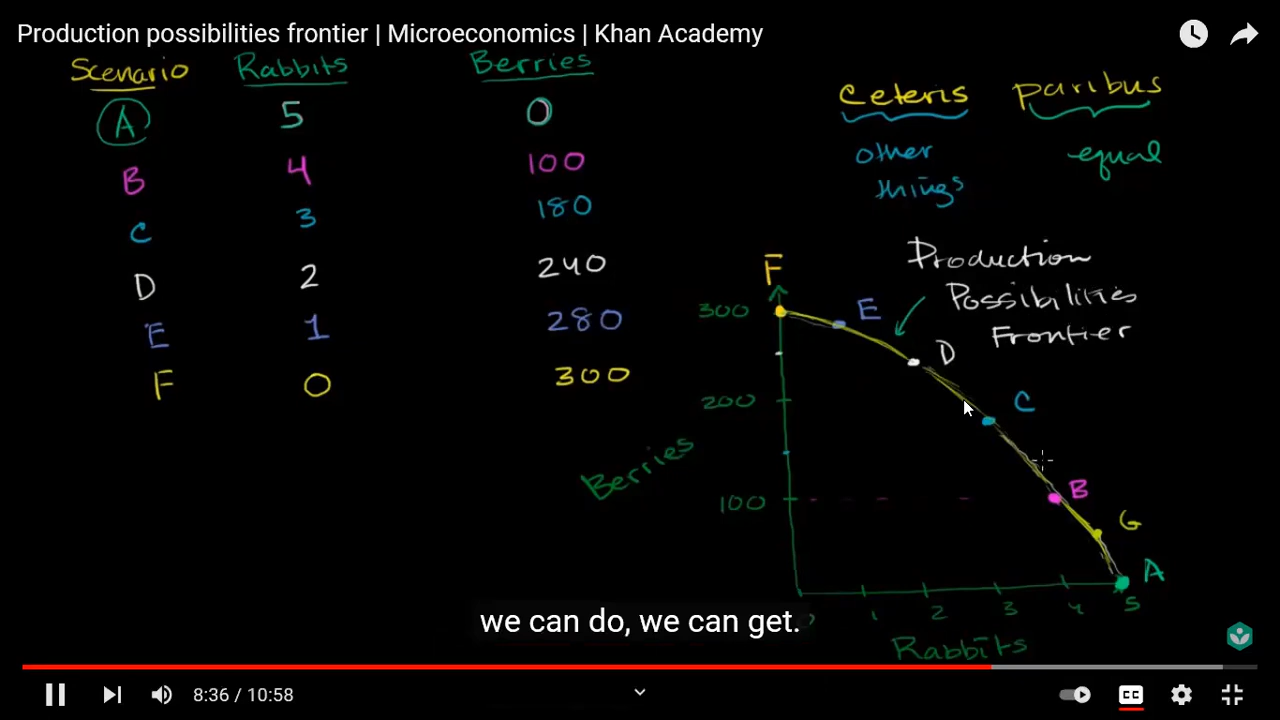 Production possibilities frontier | Microeconomics | Khan Academy
Scenario Rabbits Berries
A 5 0
B 4 100
C 3 180
D 2 240
E 1 280
F 0 300
Ceteris paribus
other equal
things
Production
Possibilities
Frontier
F
300
E
D
200
C
Berries
100
B
G
A
0 1 2 3 4 5
Rabbits
we can do, we can get.
8:36 / 10:58
CC